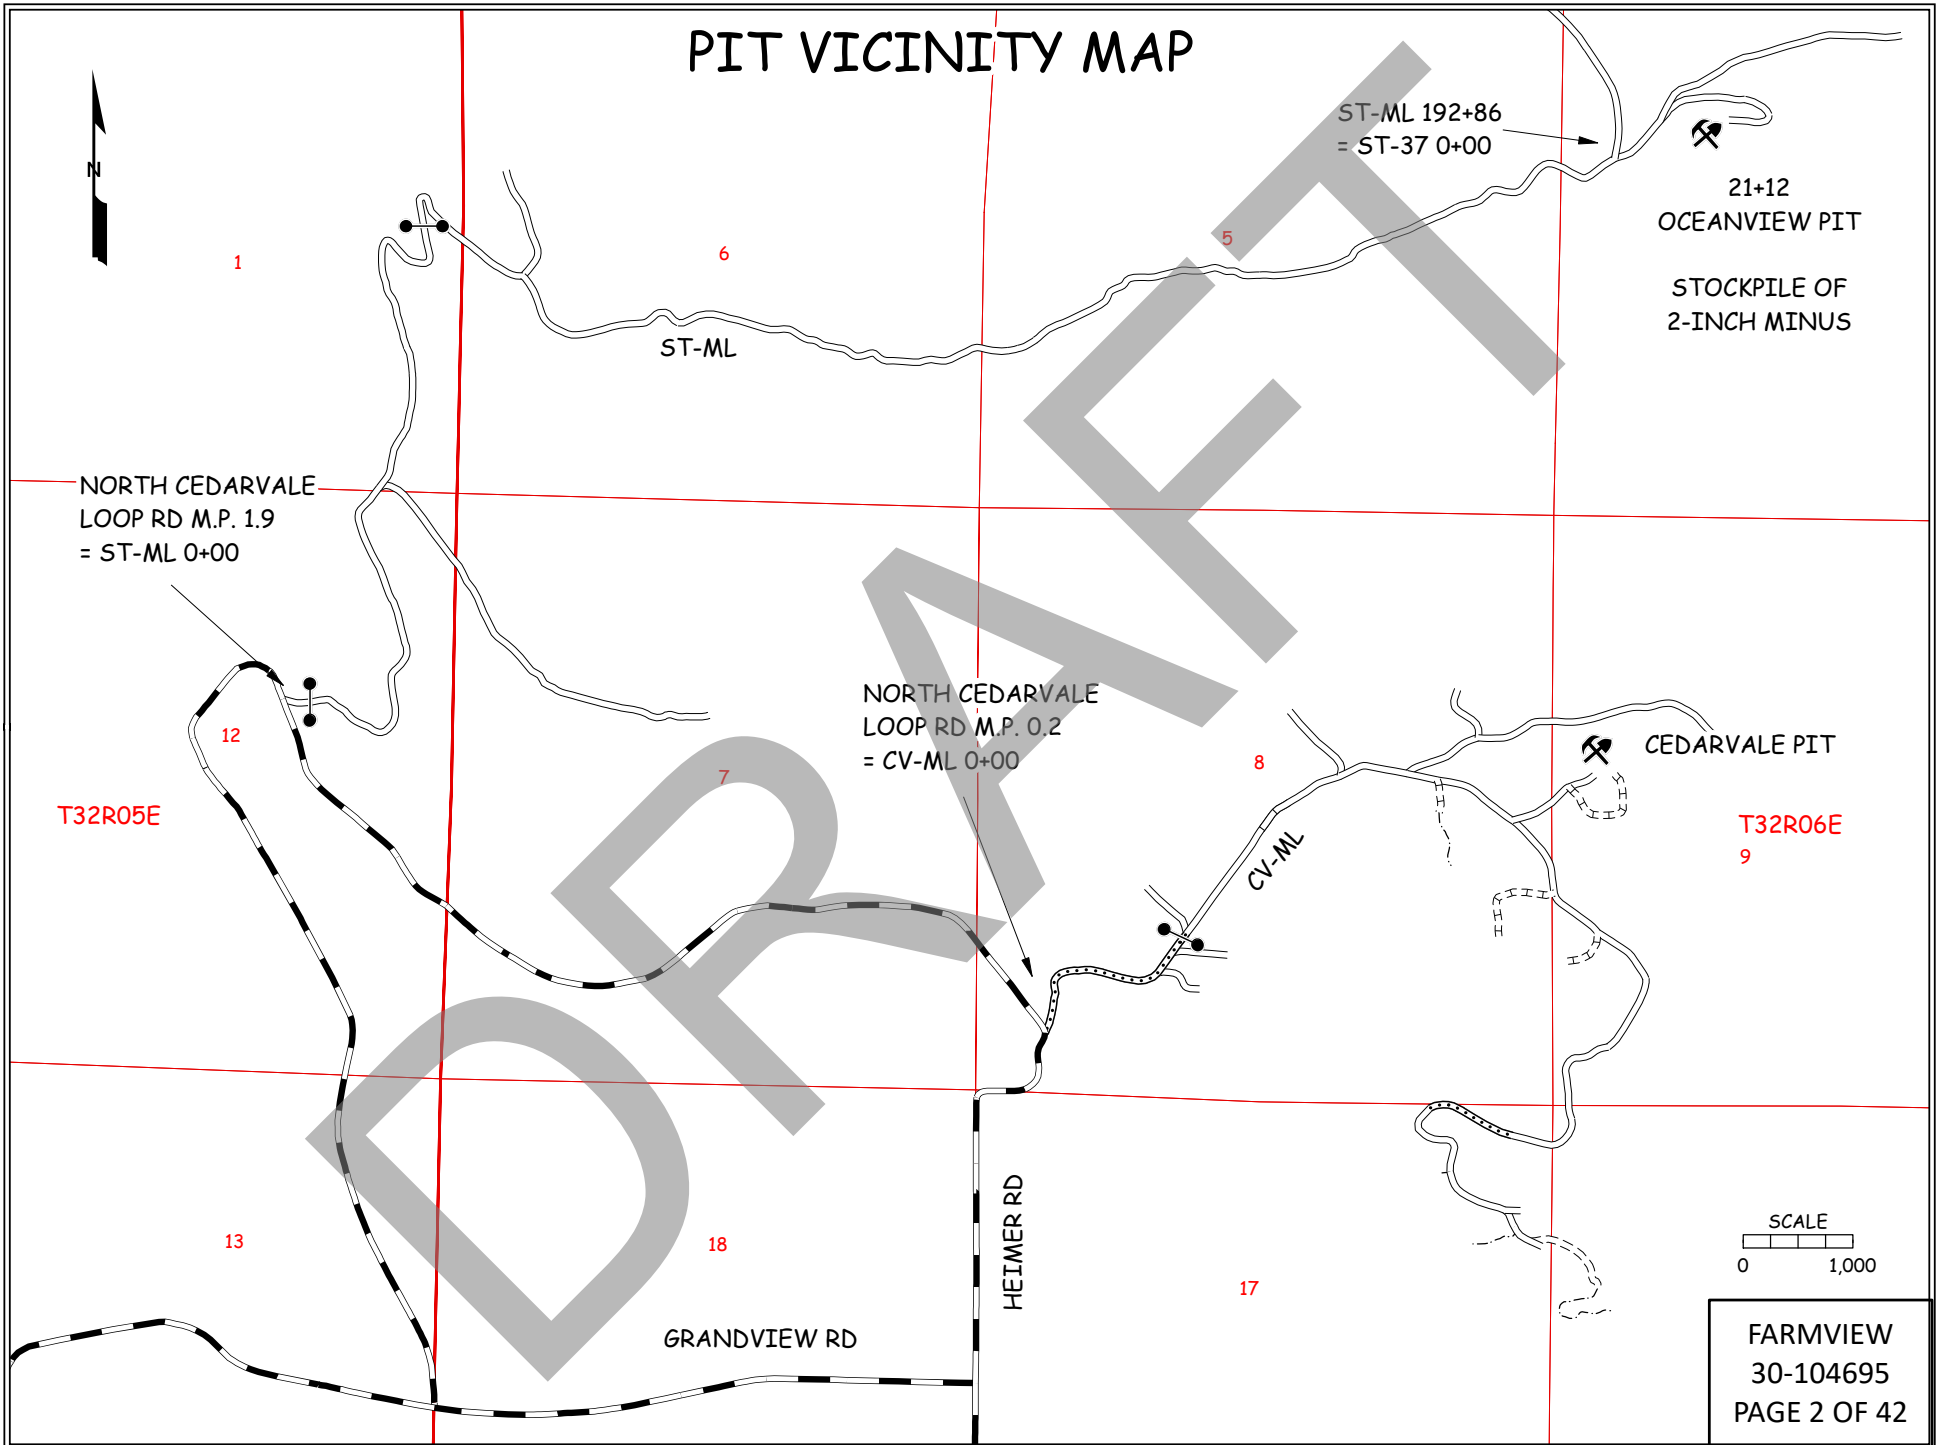 PIT VICINITY MAP
N
ST-ML 192+86
= ST-37 0+00
21+12
OCEANVIEW PIT
STOCKPILE OF
2-INCH MINUS
1
6
5
ST-ML
NORTH CEDARVALE
LOOP RD M.P. 1.9
= ST-ML 0+00
NORTH CEDARVALE
LOOP RD M.P. 0.2
= CV-ML 0+00
12
7
8
CEDARVALE PIT
T32R05E
T32R06E
9
CV-ML
DRAFT
13
18
17
HEIMER RD
GRANDVIEW RD
SCALE
0 1,000
FARMVIEW
30-104695
PAGE 2 OF 42